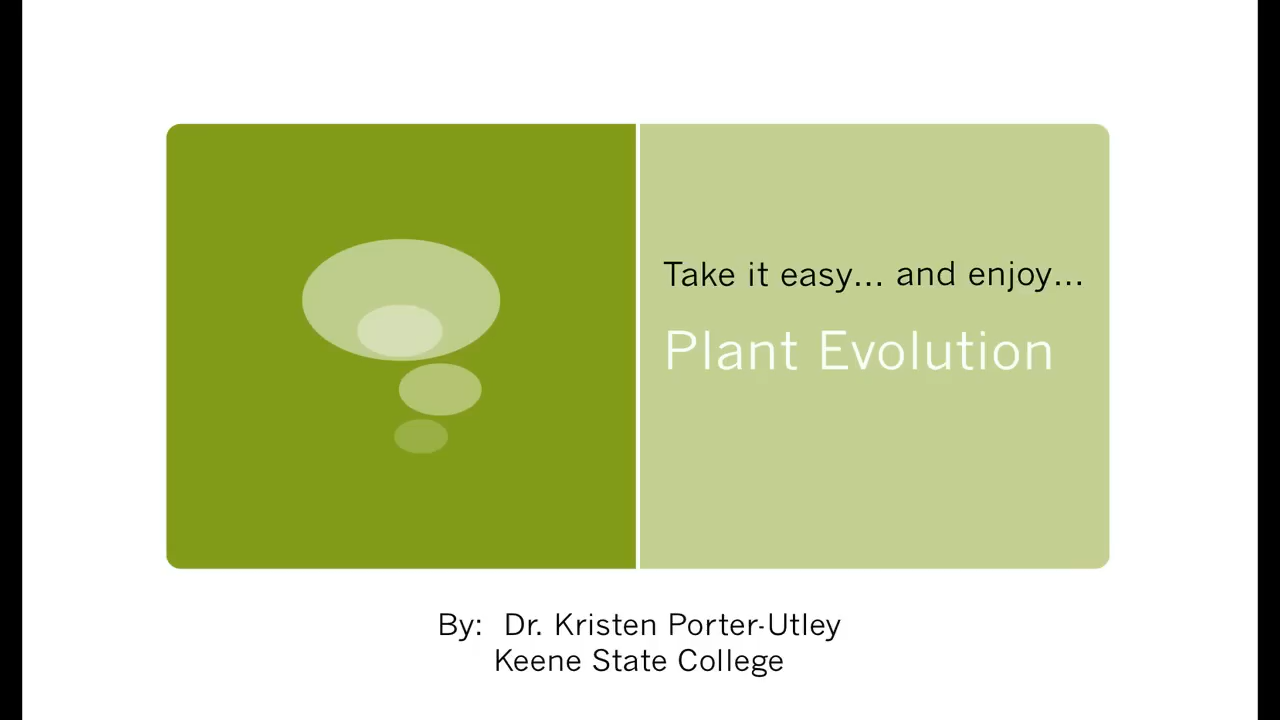 Take it easy... and enjoy...
Plant Evolution
By: Dr. Kristen Porter-Utley
Keene State College